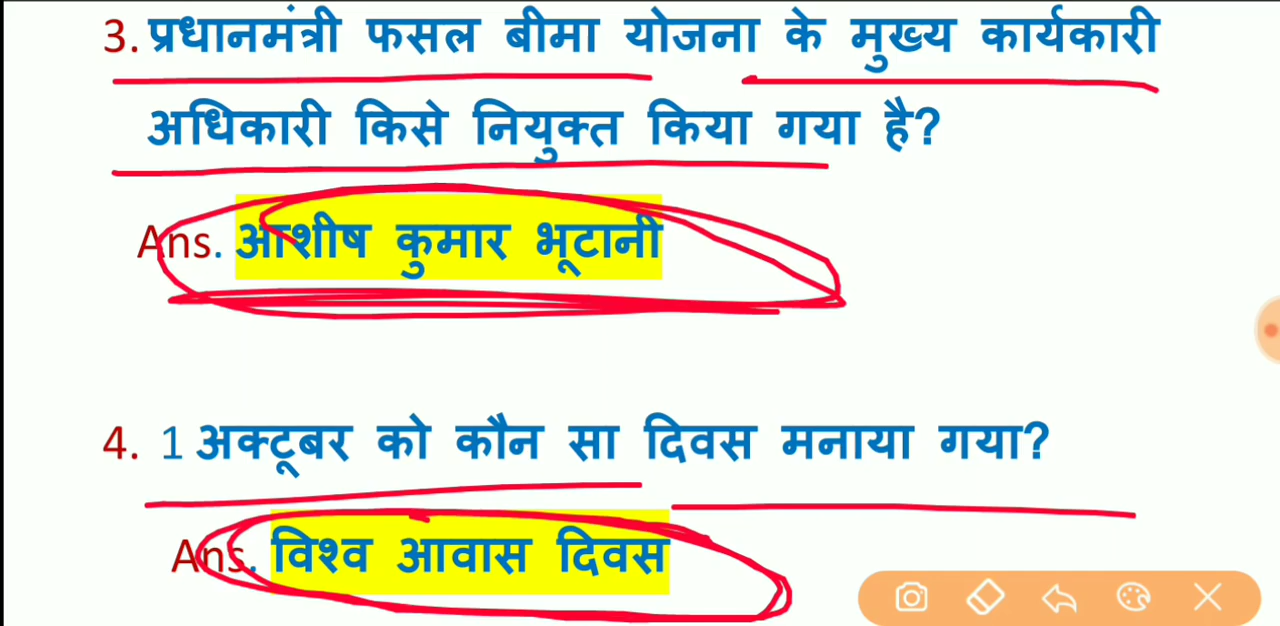 3. प्रधानमंत्री फसल बीमा योजना के मुख्य कार्यकारी
अधिकारी किसे नियुक्त किया गया है?
Ans. आशीष कुमार भूटानी
4. 1 अक्टूबर को कौन सा दिवस मनाया गया?
Ans. विश्व आवास दिवस